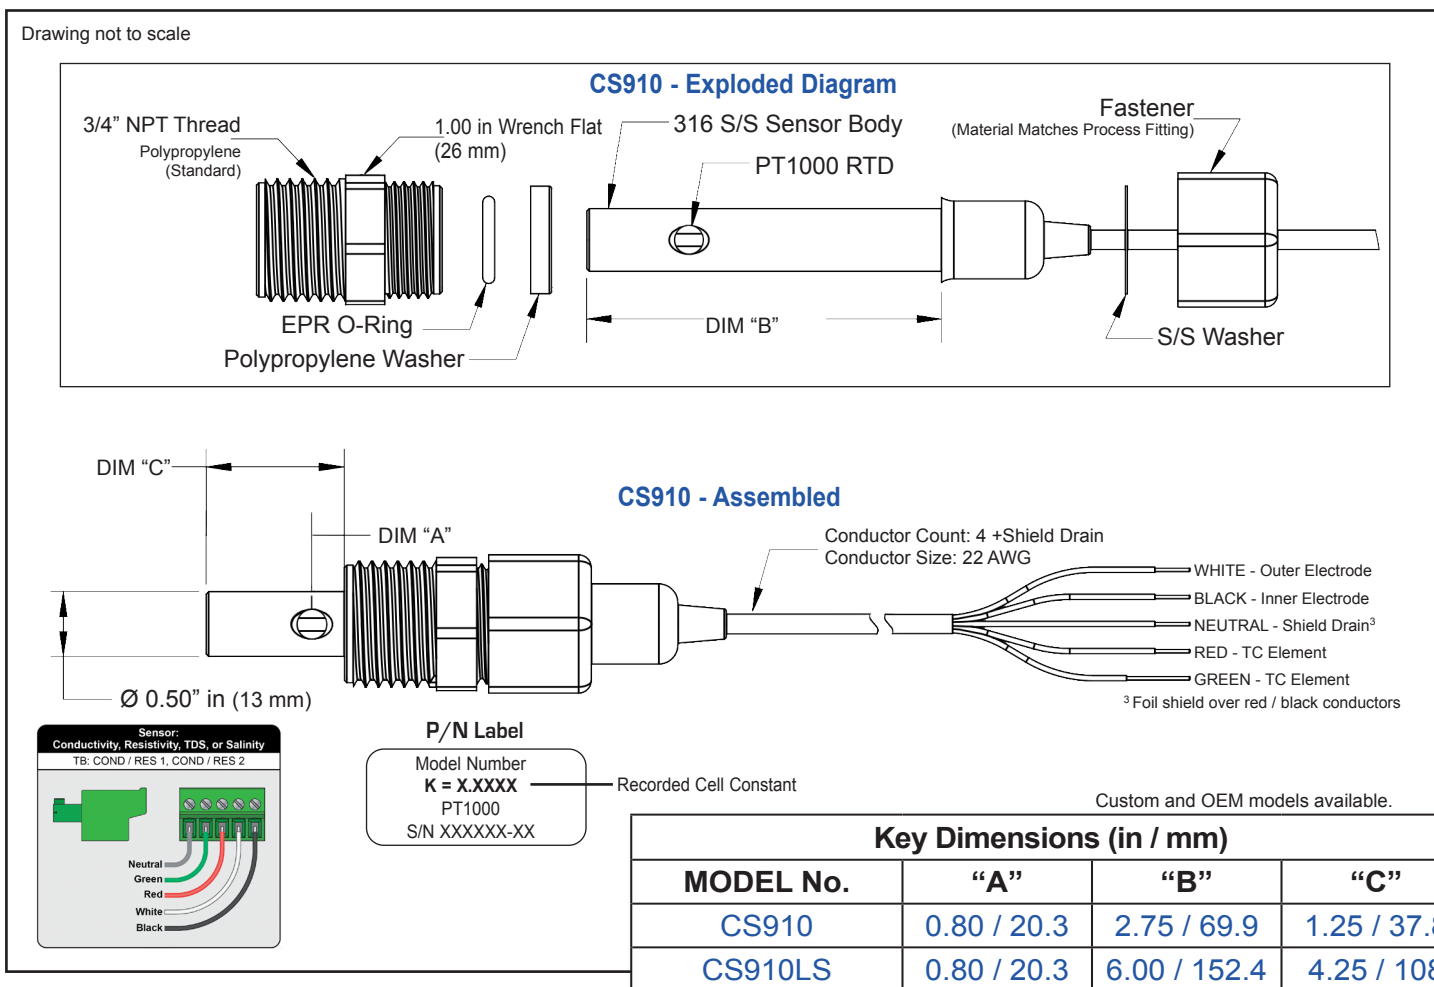 Drawing not to scale
CS910 - Exploded Diagram
3/4” NPT Thread
Polypropylene
(Standard)
1.00 in Wrench Flat
(26 mm)
316 S/S Sensor Body
PT1000 RTD
Fastener
(Material Matches Process Fitting)
EPR O-Ring
Polypropylene Washer
DIM “B”
S/S Washer
DIM “C”
CS910 - Assembled
DIM “A”
Conductor Count: 4 +Shield Drain
Conductor Size: 22 AWG
WHITE - Outer Electrode
BLACK - Inner Electrode
NEUTRAL - Shield Drain³
RED - TC Element
GREEN - TC Element
³ Foil shield over red / black conductors
Ø 0.50” in (13 mm)
Sensor:
Conductivity, Resistivity, TDS, or Salinity
TB: COND / RES 1, COND / RES 2
Neutral
Green
Red
White
Black
P/N Label
Model Number
K = X.XXXX
PT1000
S/N XXXXXX-XX
Recorded Cell Constant
Custom and OEM models available.
Key Dimensions (in / mm)
MODEL No. “A” “B” “C”
CS910 0.80 / 20.3 2.75 / 69.9 1.25 / 37.8
CS910LS 0.80 / 20.3 6.00 / 152.4 4.25 / 108